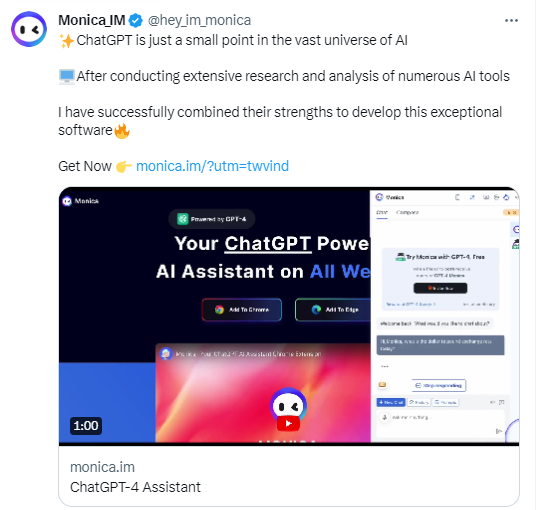 Monica_IM @hey_im_monica
✨ChatGPT is just a small point in the vast universe of AI
💻After conducting extensive research and analysis of numerous AI tools
I have successfully combined their strengths to develop this exceptional
software🔥
Get Now 👉 monica.im/?utm=twvind
Monica
Powered by GPT-4
Your ChatGPT Powe
AI Assistant on All We
Add To Chrome
Add To Edge
Monica: Your ChatGPT AI Assistant Chrome Extension
MONICA
1:00
Monica
Chat Compose
Try Monica with GPT-4, Free
Welcome back. What would you like to chat about?
Stop responding
New Chat
monica.im
ChatGPT-4 Assistant